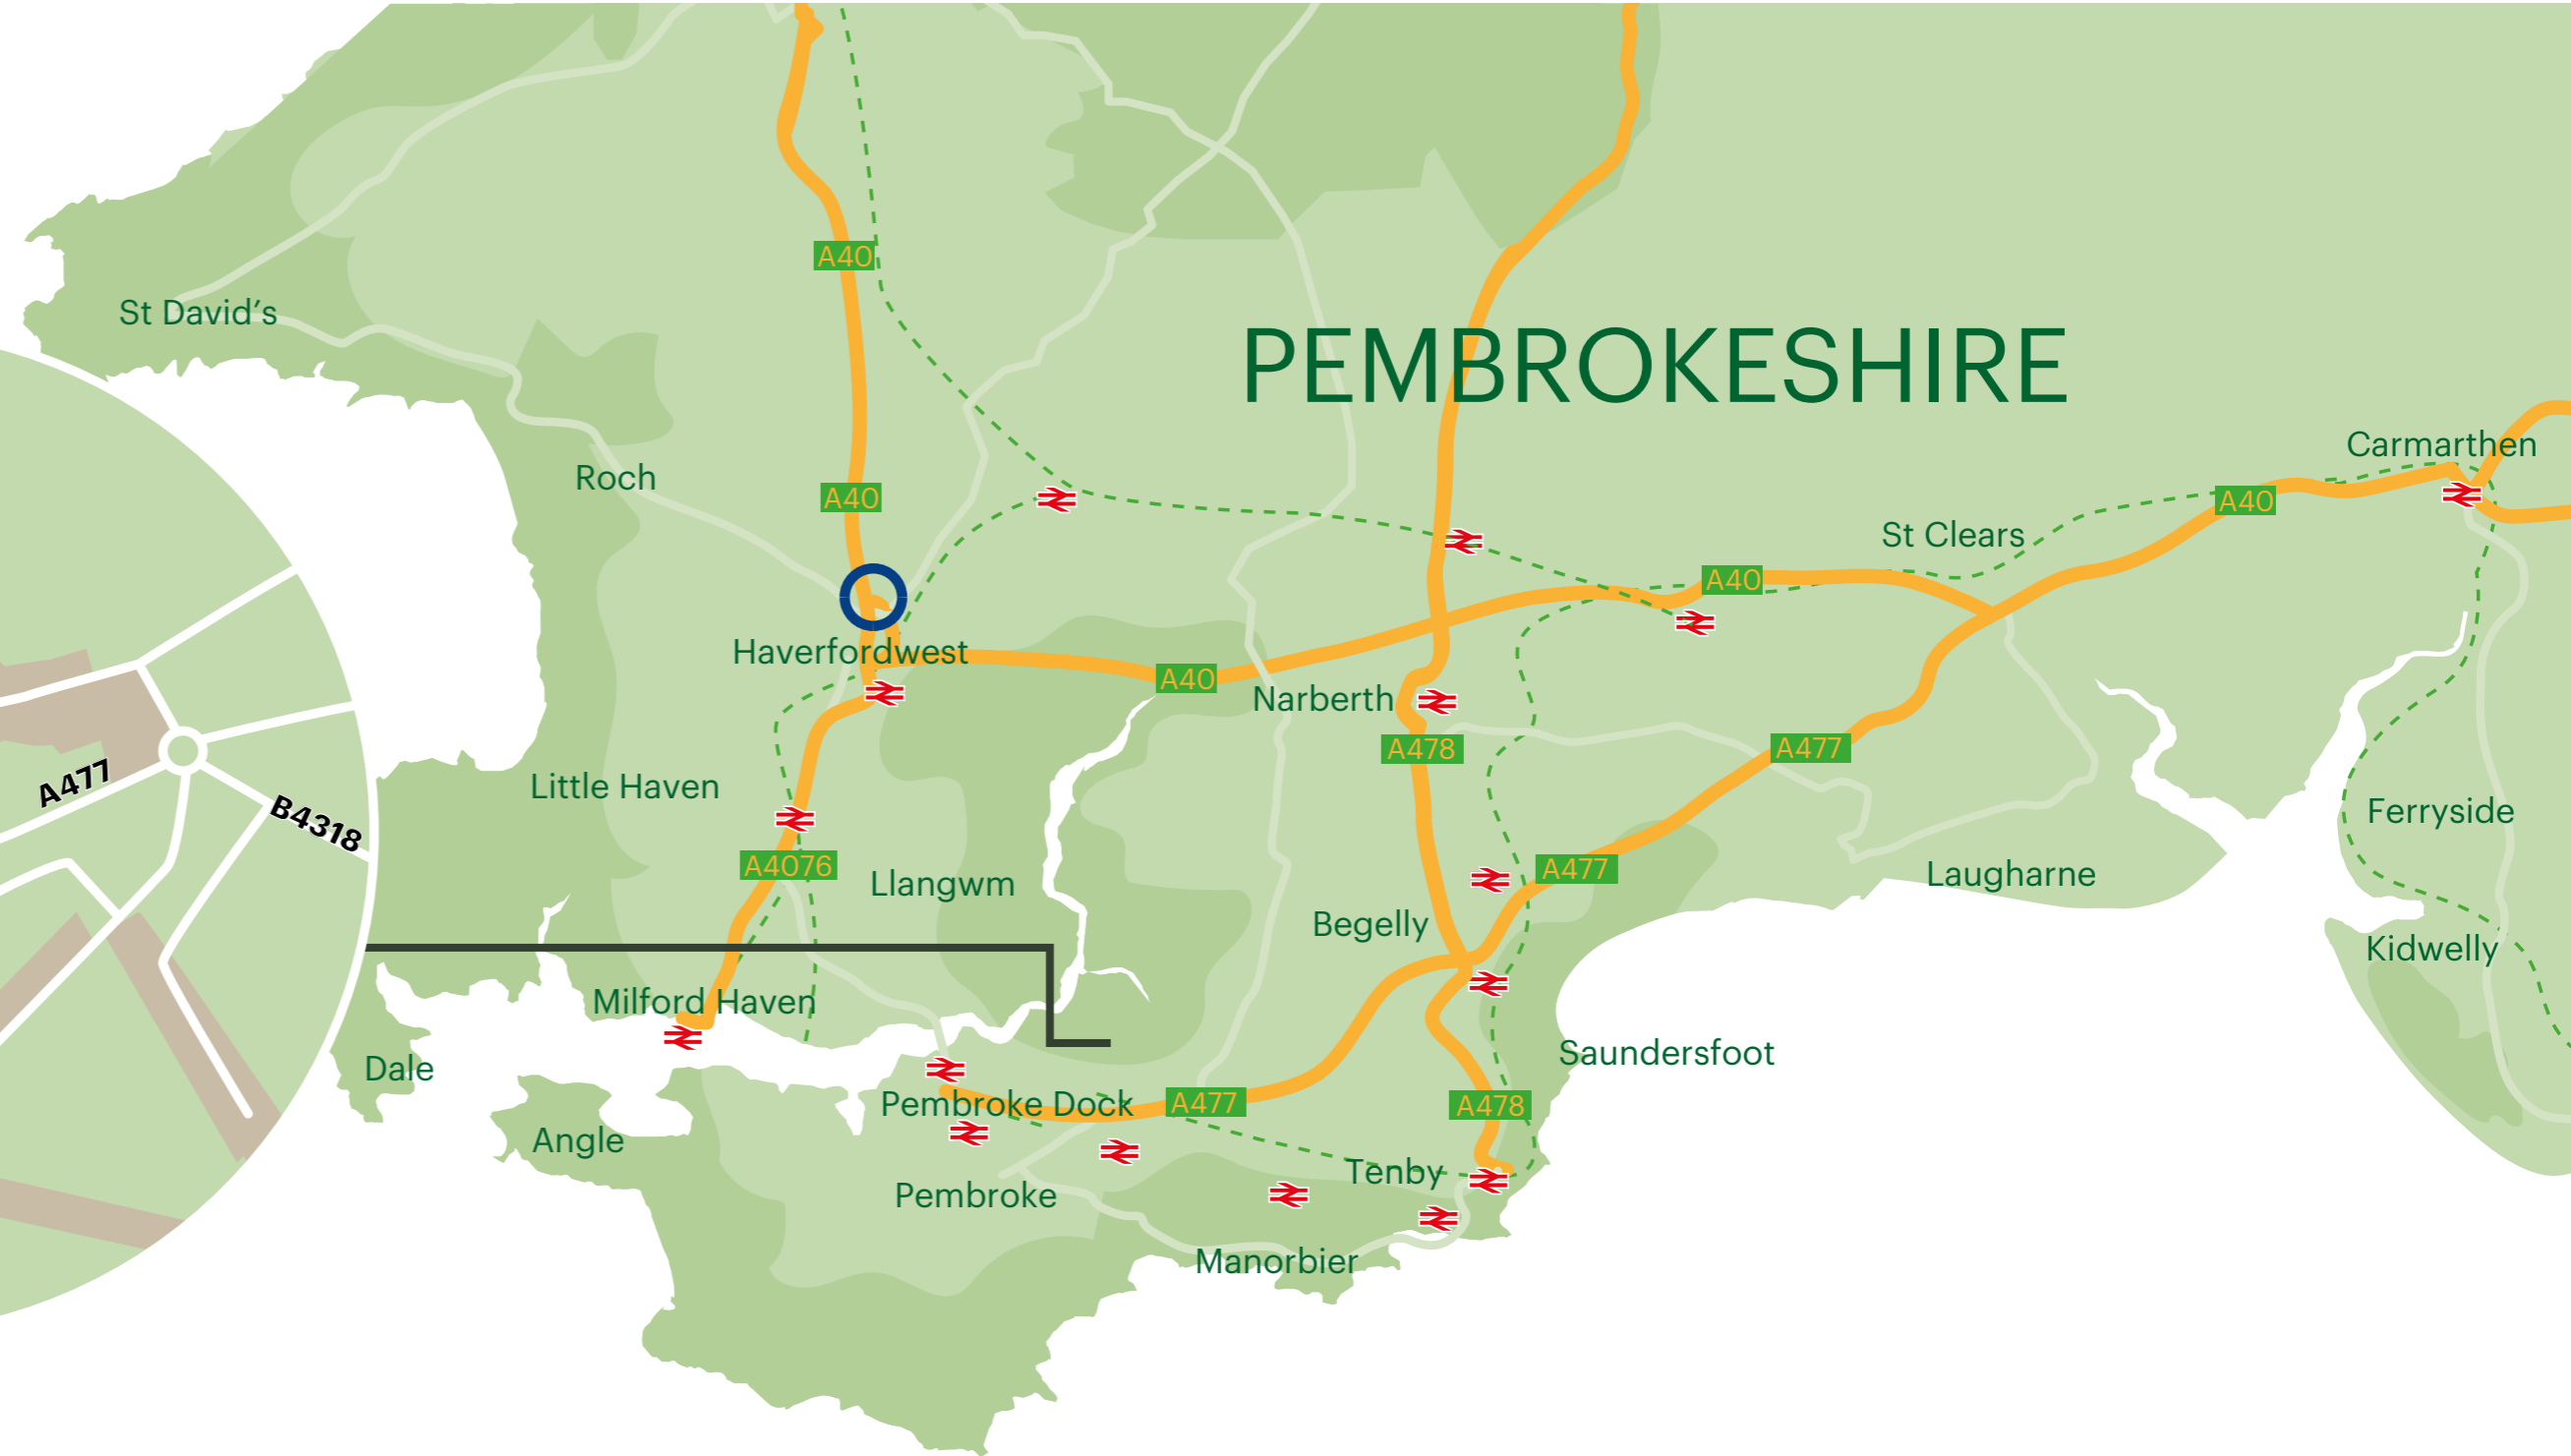 A40
St David's
PEMBROKESHIRE
Carmarthen
Roch
A40
A40
St Clears
A40
Haverfordwest
A40
Narberth
A478
A477
A477
Little Haven
B4318
Ferryside
A4076
Llangwm
A477
Laugharne
Begelly
Kidwelly
Milford Haven
Saundersfoot
Dale
Pembroke Dock
A477
A478
Angle
Tenby
Pembroke
Manorbier